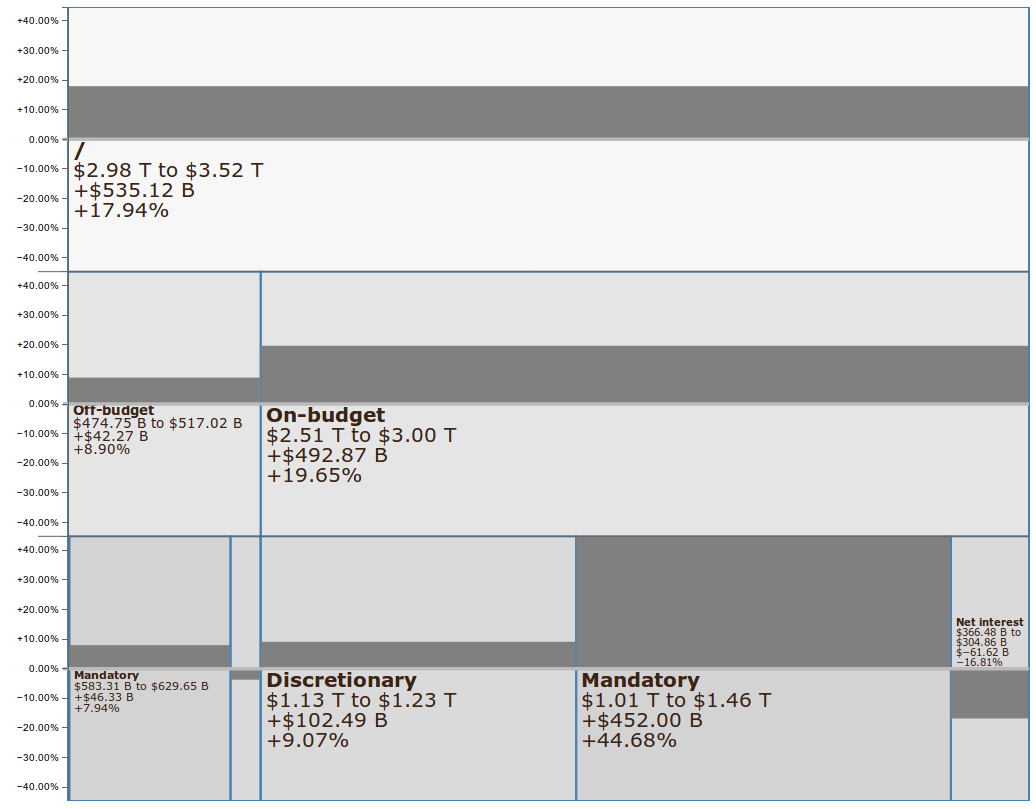 +40.00%
+30.00%
+20.00%
+10.00%
0.00%
−10.00%
−20.00%
−30.00%
−40.00%
/
$2.98 T to $3.52 T
+$535.12 B
+17.94%
+40.00%
+30.00%
+20.00%
+10.00%
0.00%
−10.00%
−20.00%
−30.00%
−40.00%
Off-budget
$474.75 B to $517.02 B
+$42.27 B
+8.90%
On-budget
$2.51 T to $3.00 T
+$492.87 B
+19.65%
+40.00%
+30.00%
+20.00%
+10.00%
0.00%
−10.00%
−20.00%
−30.00%
−40.00%
Mandatory
$583.31 B to $629.65 B
+$46.33 B
+7.94%
Discretionary
$1.13 T to $1.23 T
+$102.49 B
+9.07%
Mandatory
$1.01 T to $1.46 T
+$452.00 B
+44.68%
Net interest
$366.48 B to
$304.86 B
$−61.62 B
−16.81%